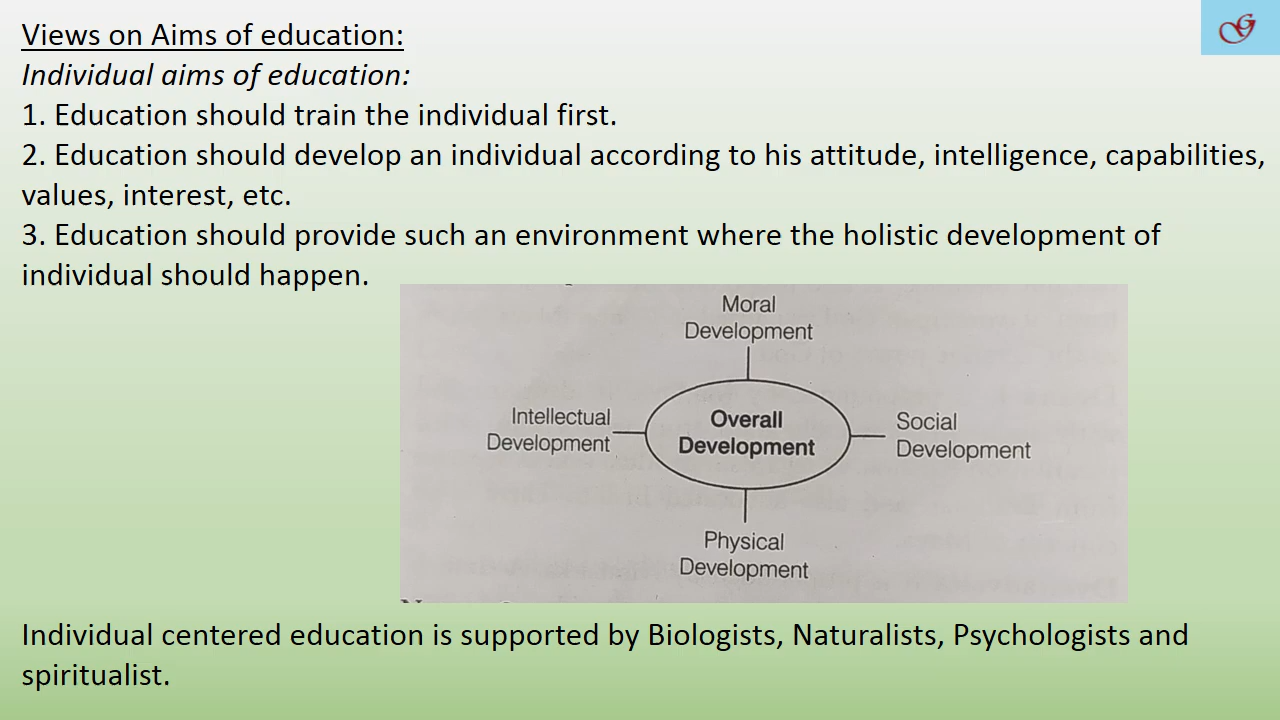 Views on Aims of education:
Individual aims of education:
1. Education should train the individual first.
2. Education should develop an individual according to his attitude, intelligence, capabilities,
values, interest, etc.
3. Education should provide such an environment where the holistic development of
individual should happen.
Moral
Development
Intellectual
Development
Overall
Development
Social
Development
Physical
Development
Individual centered education is supported by Biologists, Naturalists, Psychologists and
spiritualist.